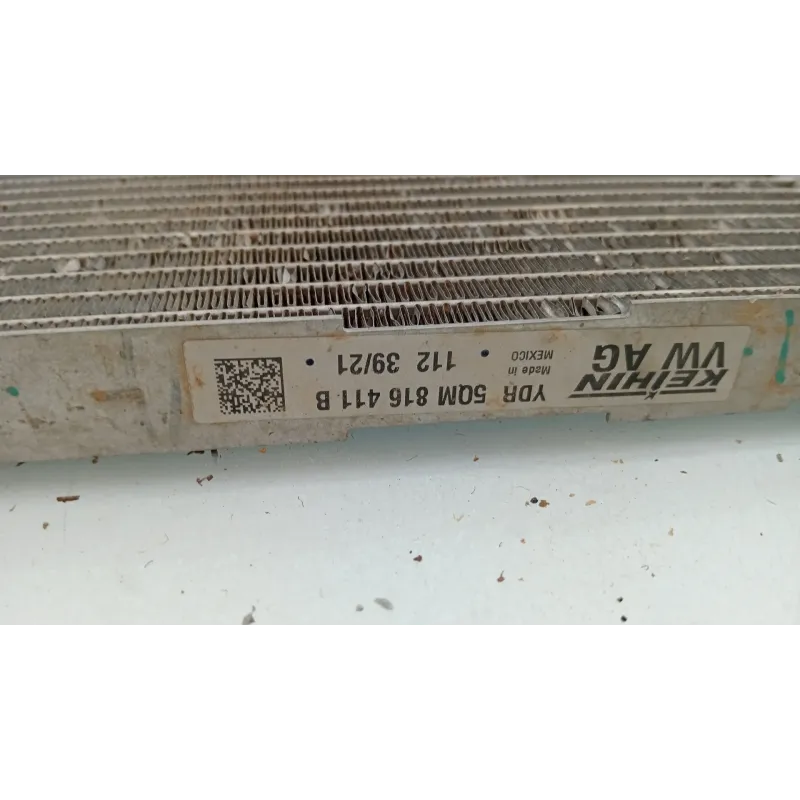 KEIHIN
VW AG
YDR 5QM 816 411 B
Made in
MEXICO
112 39/21